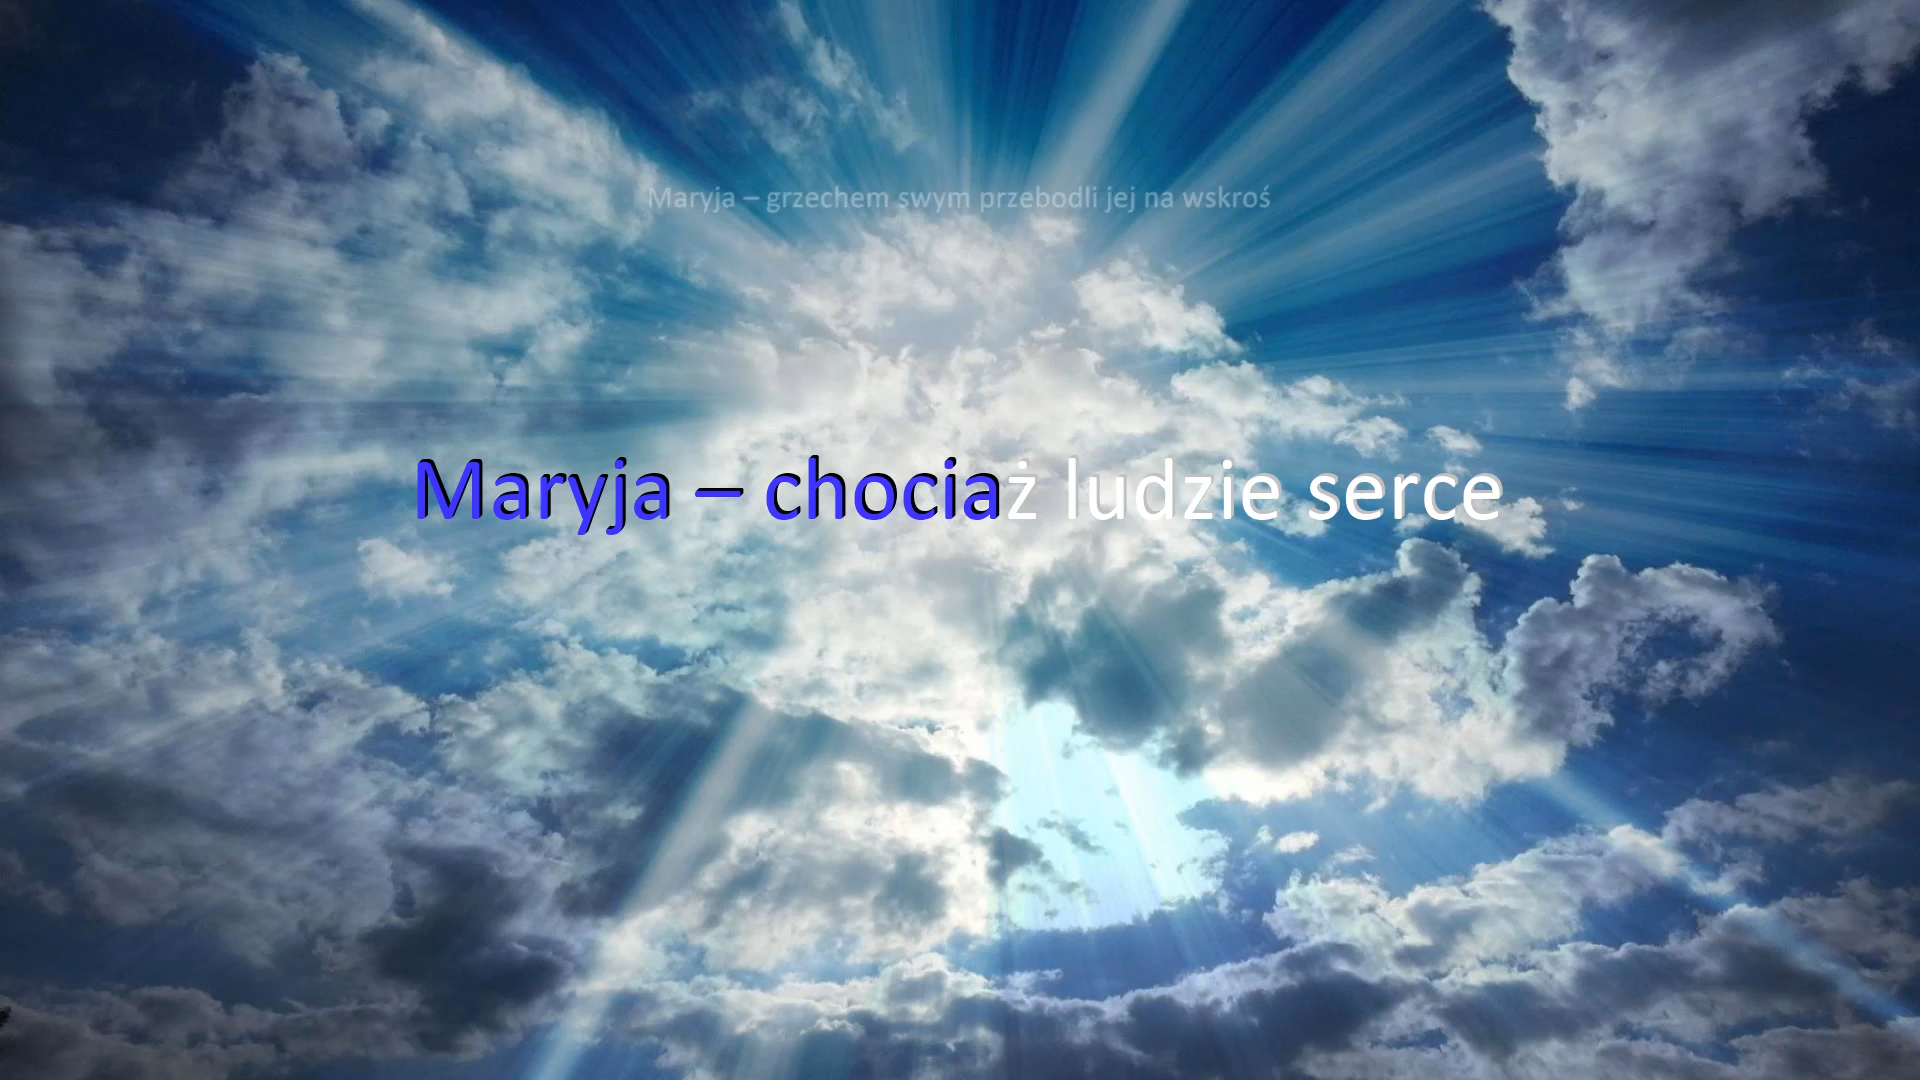 Maryja – grzechem swym przebodli jej na wskroś
Maryja – chociaż ludzie serce